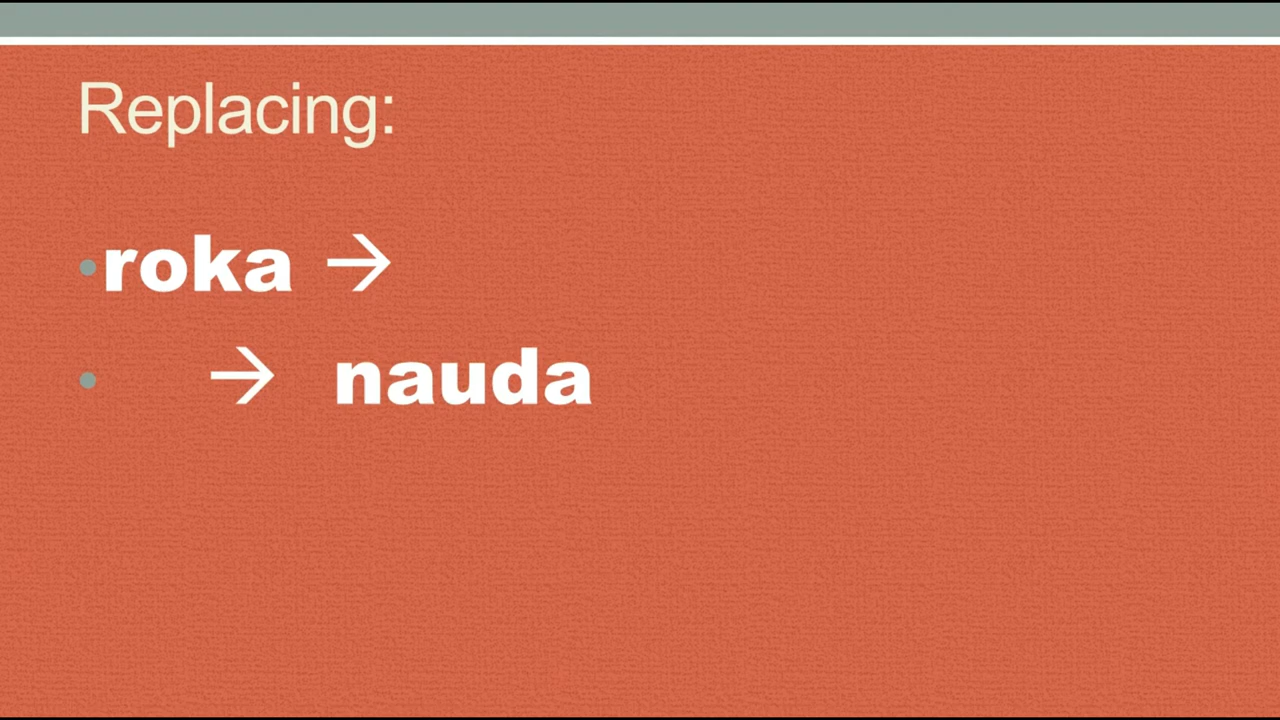 Replacing:
•roka →
• → nauda